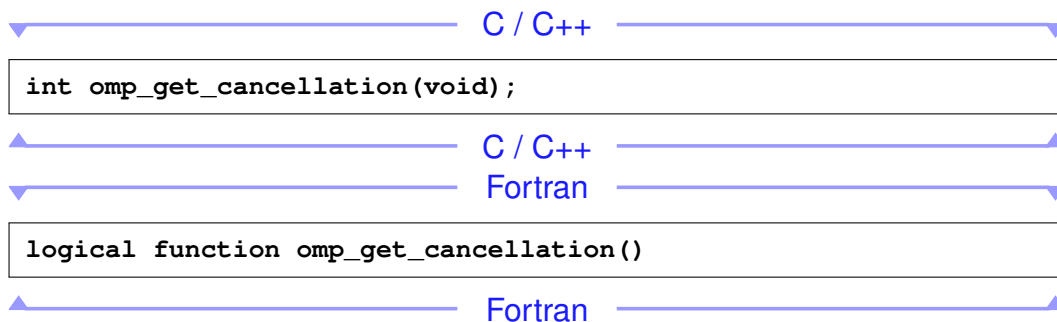 C / C++
int omp_get_cancellation(void);
C / C++
Fortran
logical function omp_get_cancellation()
Fortran